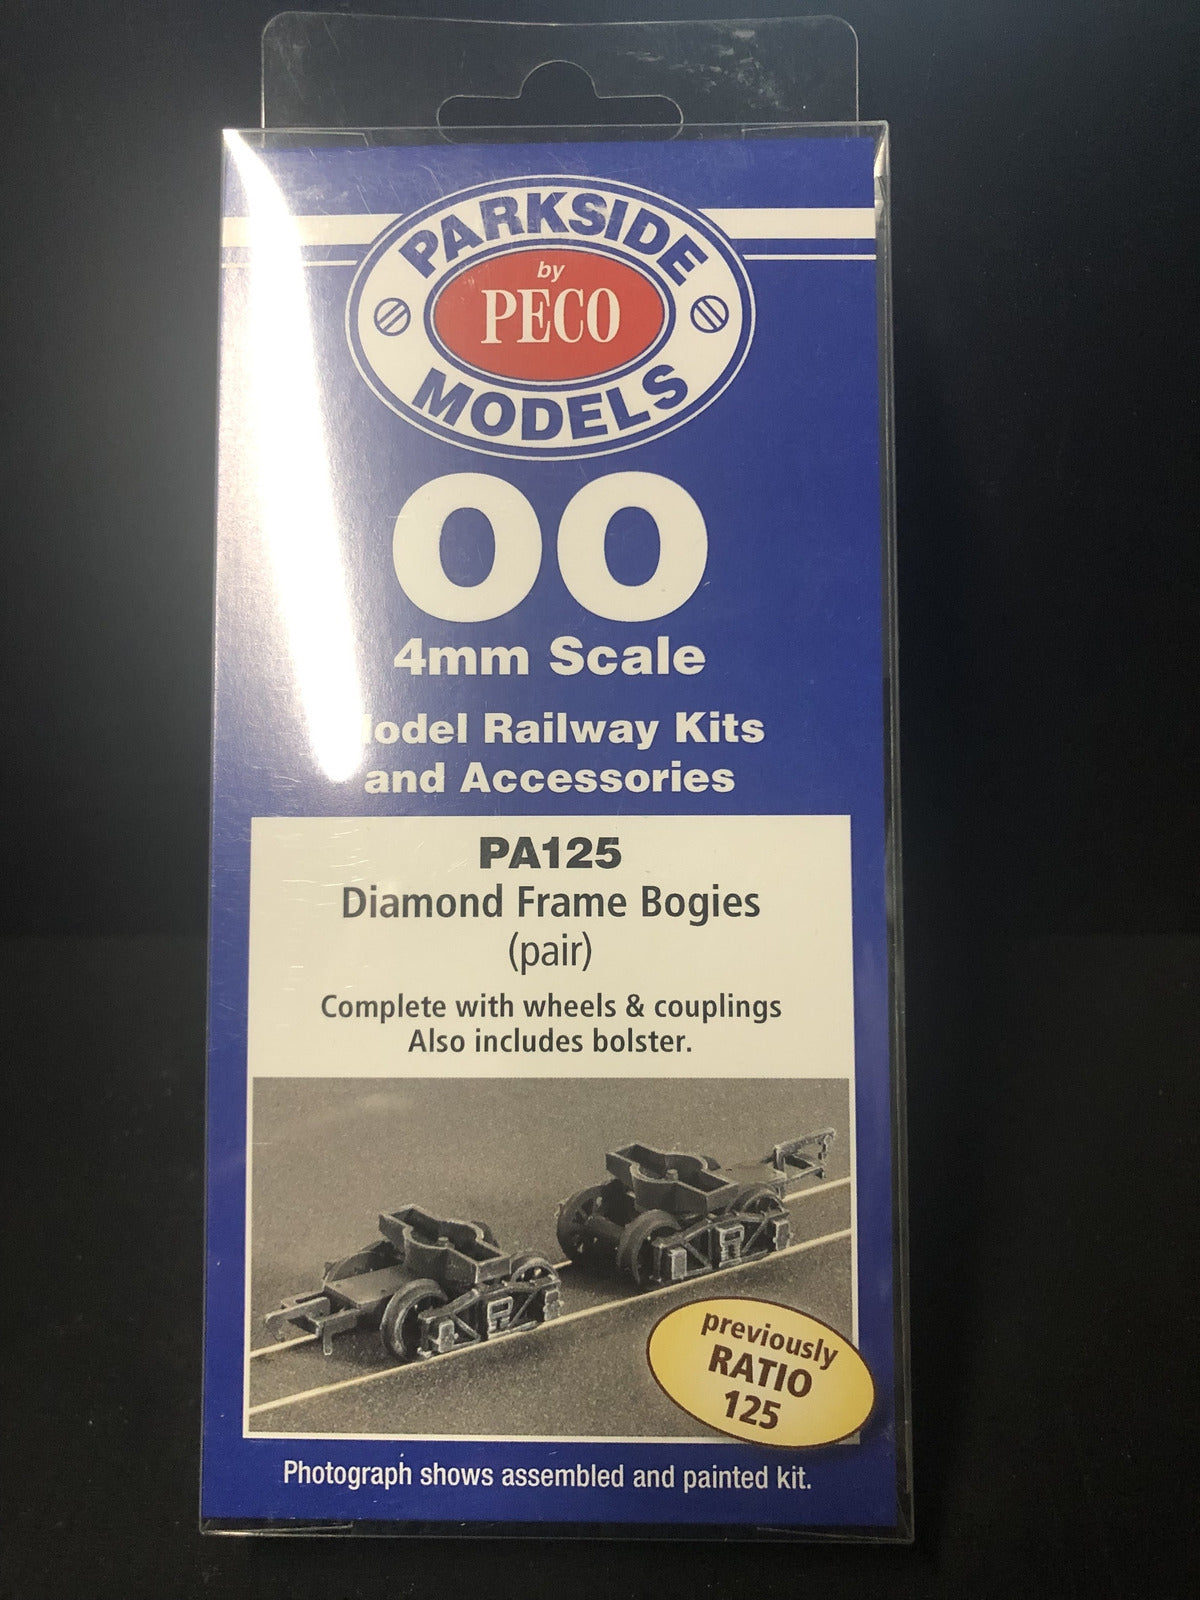 PARKSIDE
by
PECO
MODELS
OO
4mm Scale
Model Railway Kits
and Accessories
PA125
Diamond Frame Bogies
(pair)
Complete with wheels & couplings
Also includes bolster.
previously
RATIO
125
Photograph shows assembled and painted kit.